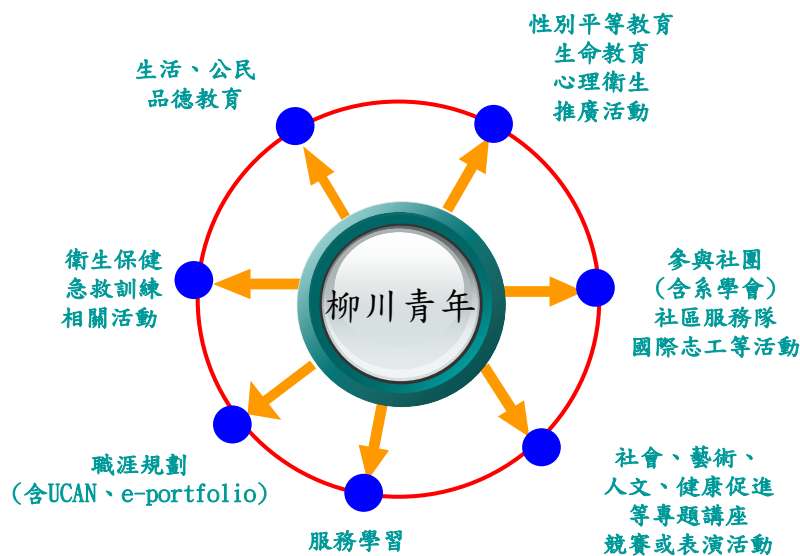 性別平等教育
生命教育
心理衛生
推廣活動
生活、公民
品德教育
衛生保健
急救訓練
相關活動
柳川青年
參與社團
(含系學會)
社區服務隊
國際志工等活動
職涯規劃
(含UCAN、e-portfolio)
服務學習
社會、藝術、
人文、健康促進
等專題講座
競賽或表演活動